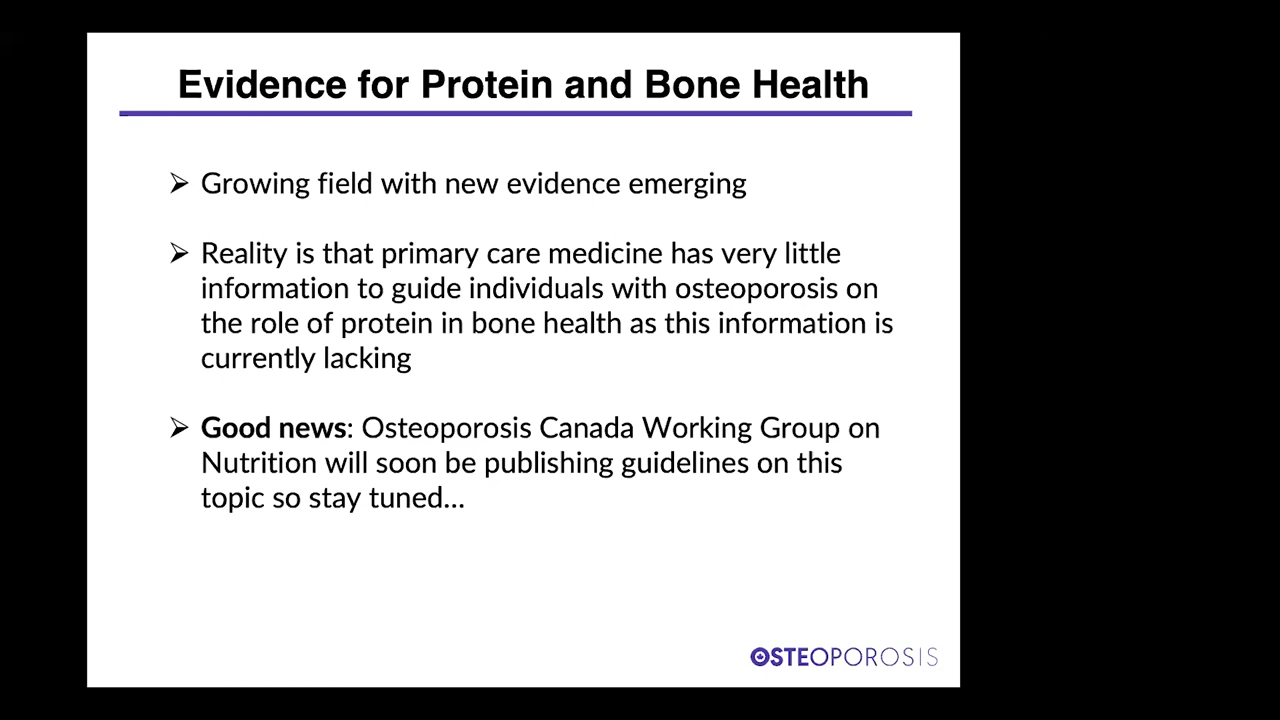 Evidence for Protein and Bone Health
➢ Growing field with new evidence emerging
➢ Reality is that primary care medicine has very little
information to guide individuals with osteoporosis on
the role of protein in bone health as this information is
currently lacking
➢ Good news: Osteoporosis Canada Working Group on
Nutrition will soon be publishing guidelines on this
topic so stay tuned...
OSTEOPOROSIS